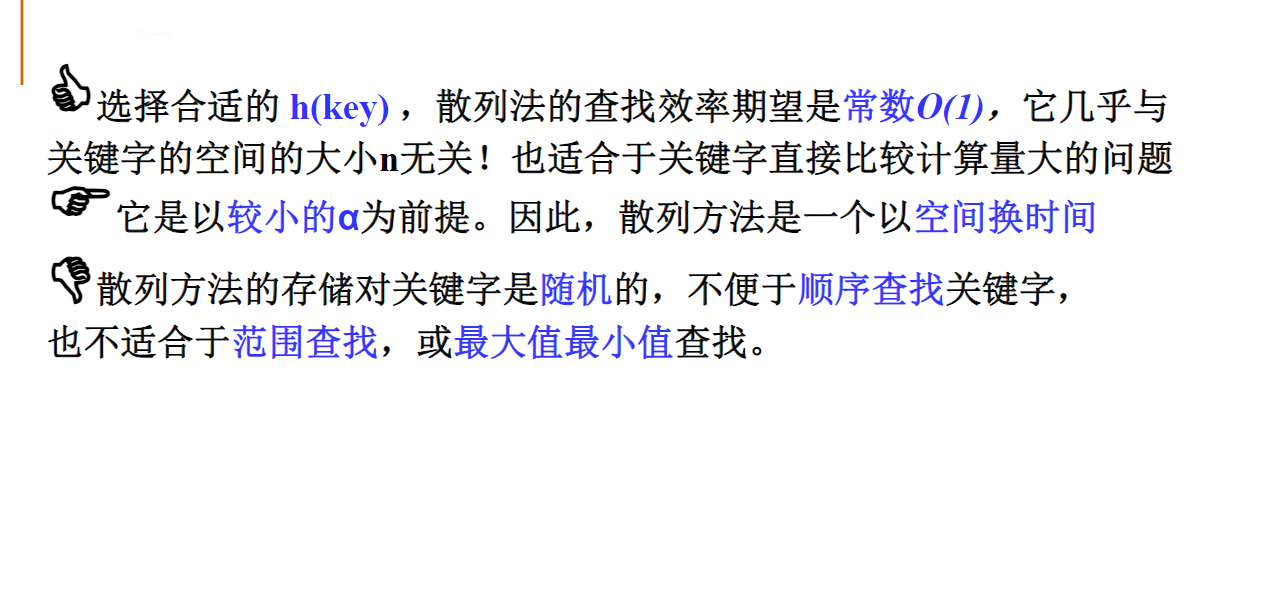 选择合适的 h(key) ，散列法的查找效率期望是常数O(1)，它几乎与
关键字的空间的大小n无关！也适合于关键字直接比较计算量大的问题
它是以较小的α为前提。因此，散列方法是一个以空间换时间
散列方法的存储对关键字是随机的，不便于顺序查找关键字，
也不适合于范围查找，或最大值最小值查找。